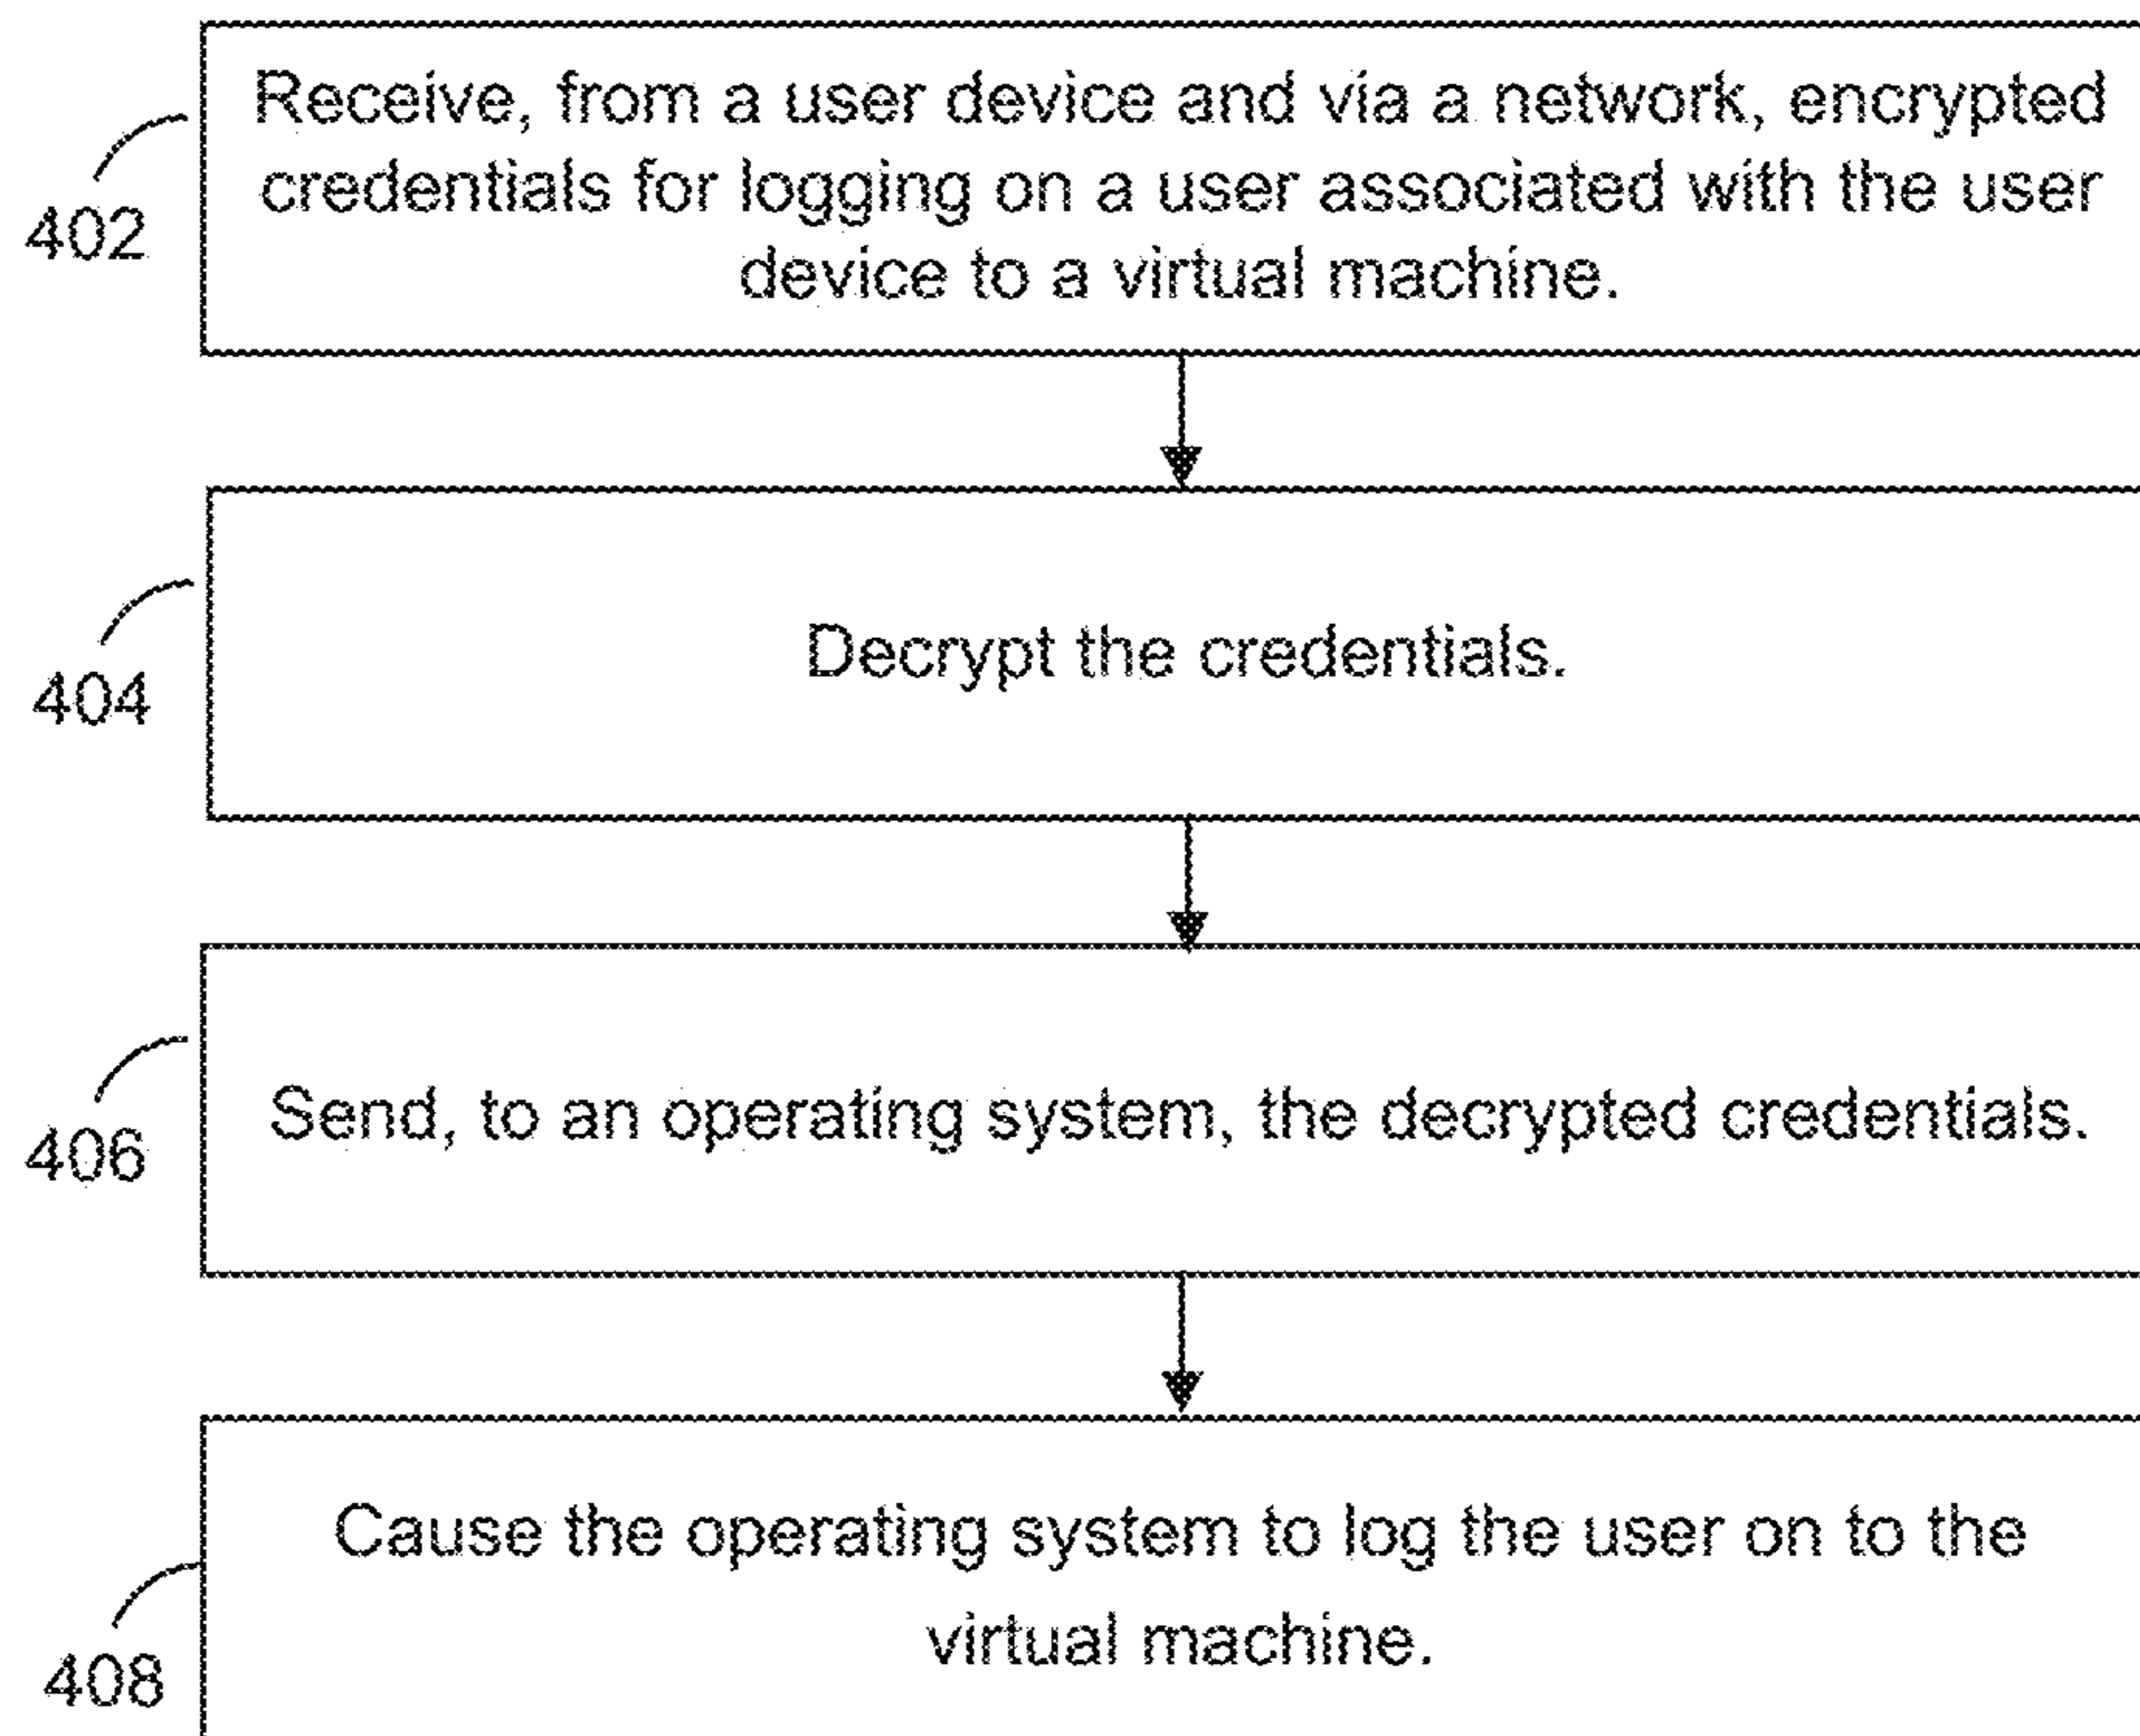 Receive, from a user device and via a network, encrypted
credentials for logging on a user associated with the user
device to a virtual machine.
402
Decrypt the credentials.
404
Send, to an operating system, the decrypted credentials.
406
Cause the operating system to log the user on to the
virtual machine.
408